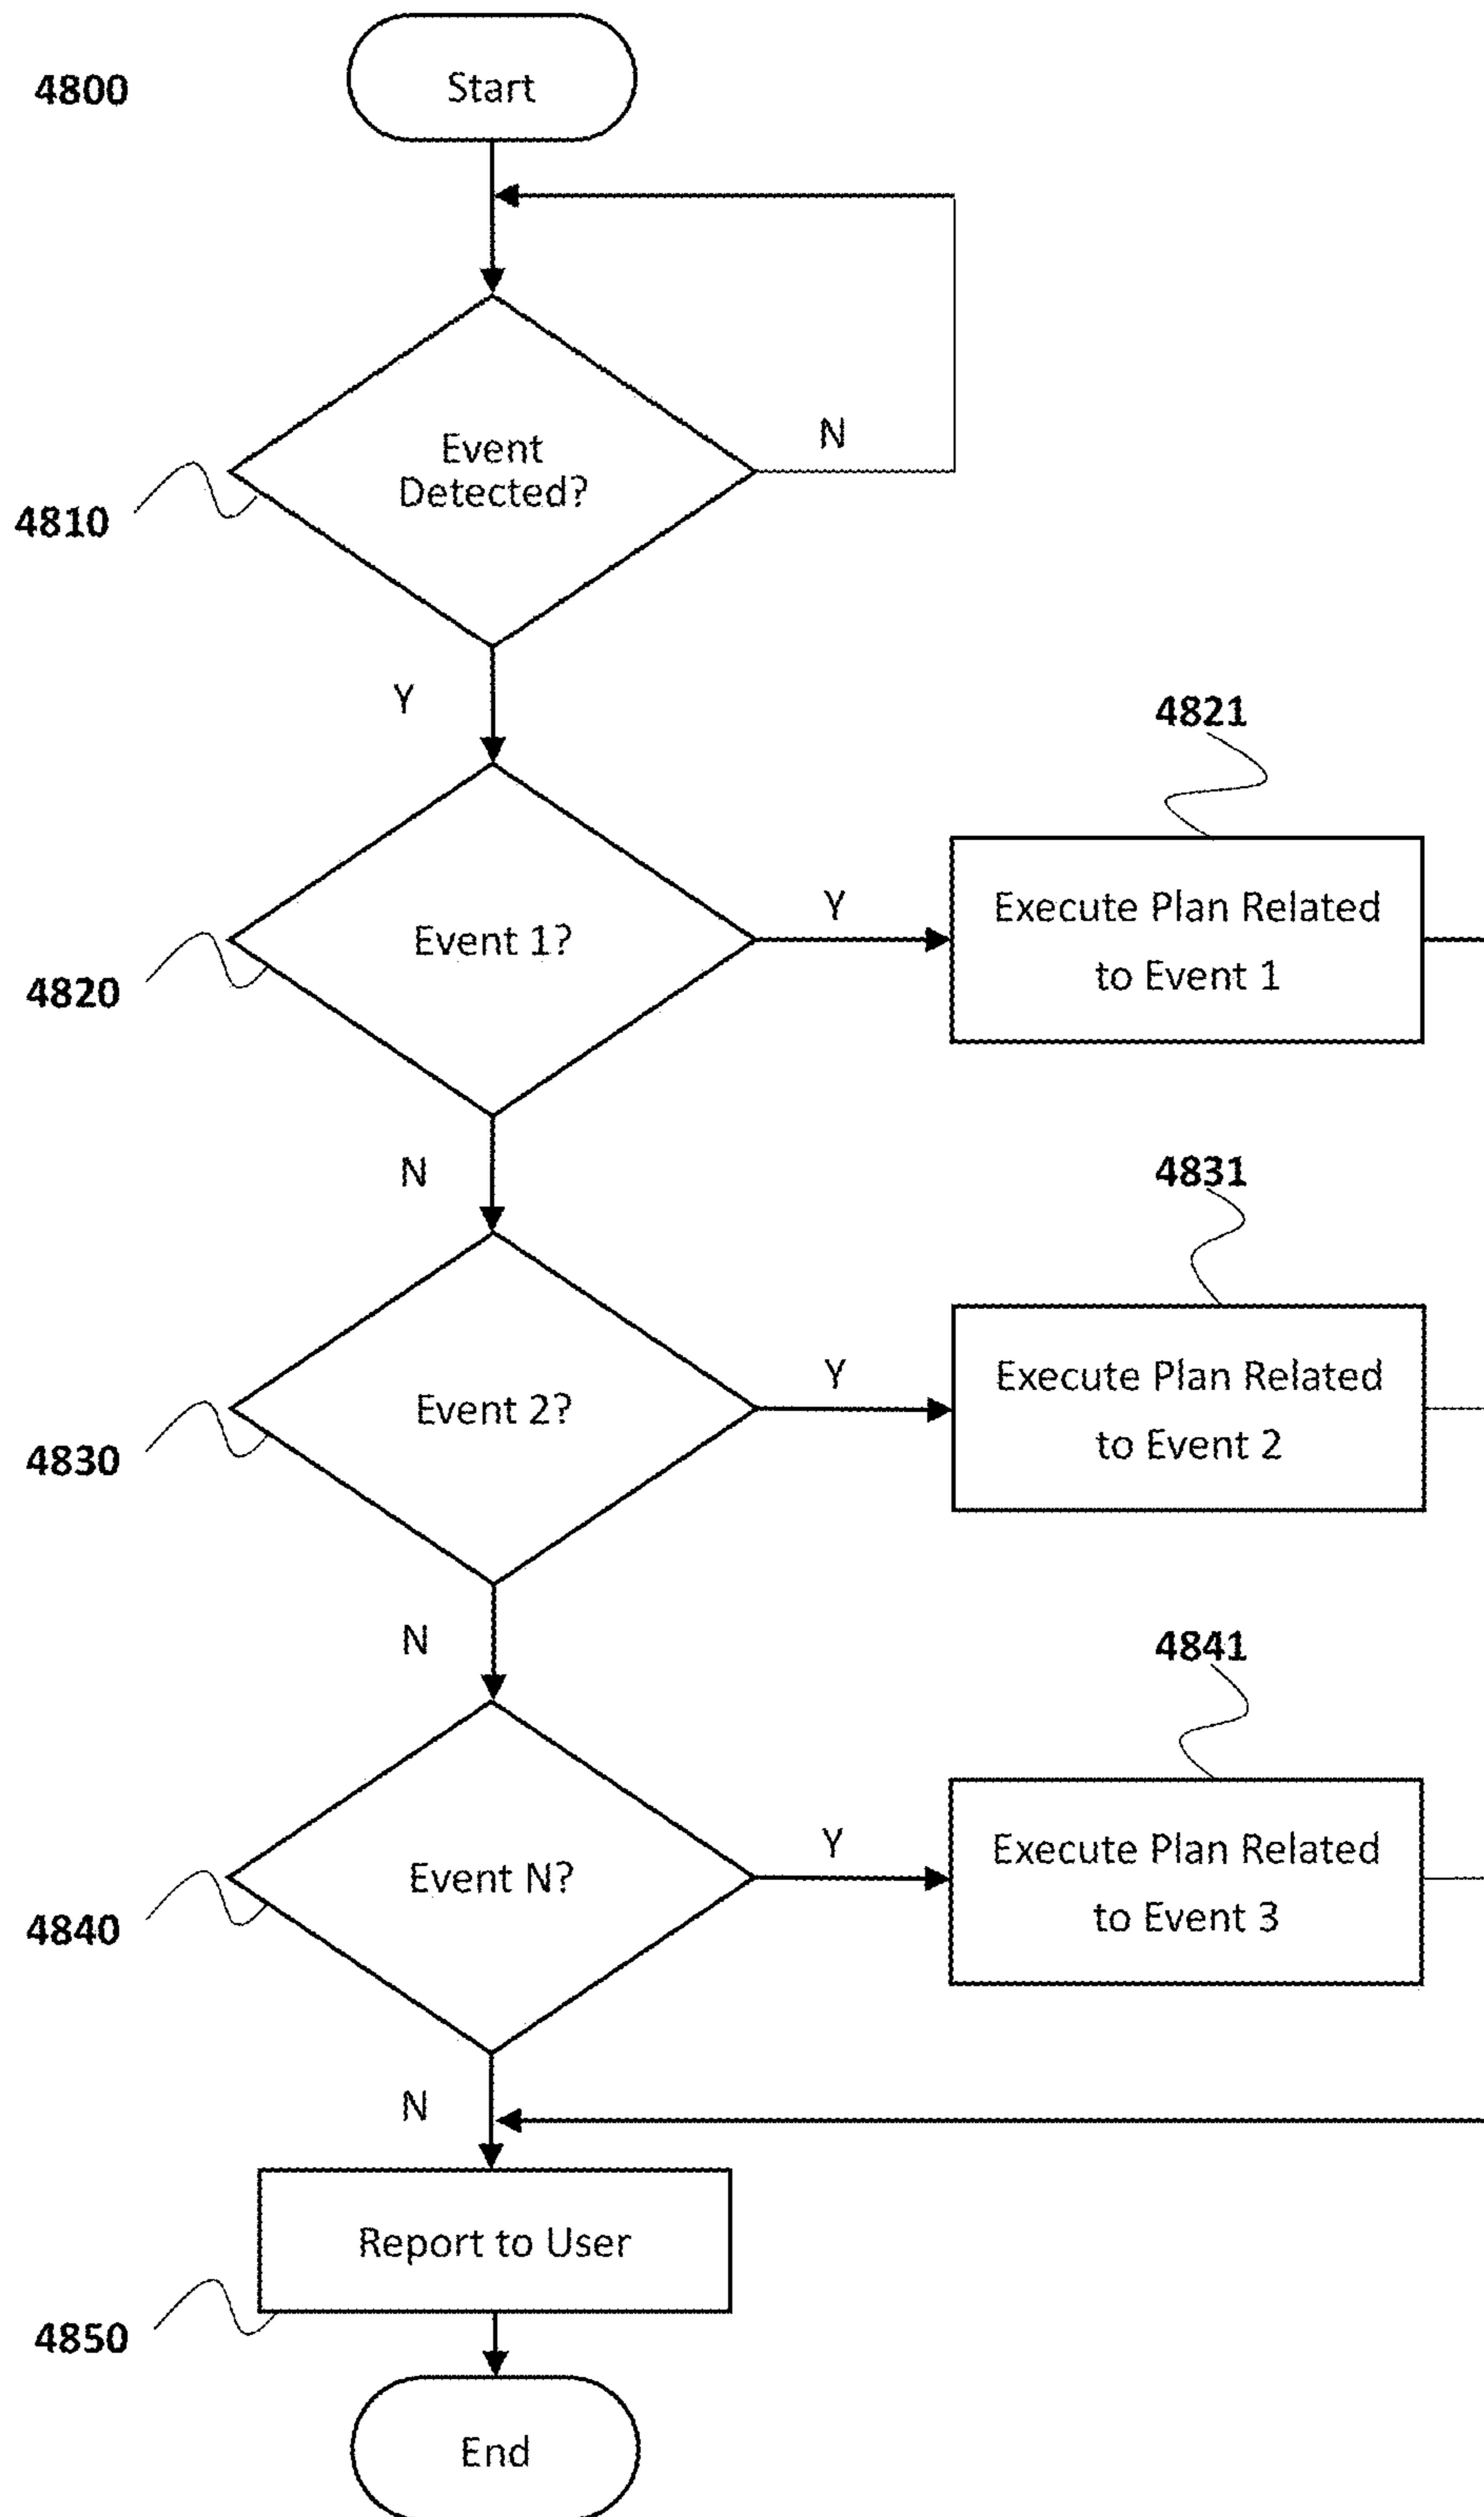 4800
Start
N
Event
Detected?
4810
Y
4821
Y
Execute Plan Related
to Event 1
Event 1?
4820
N
4831
Y
Execute Plan Related
to Event 2
Event 2?
4830
N
4841
Y
Execute Plan Related
to Event 3
Event N?
4840
N
Report to User
4850
End